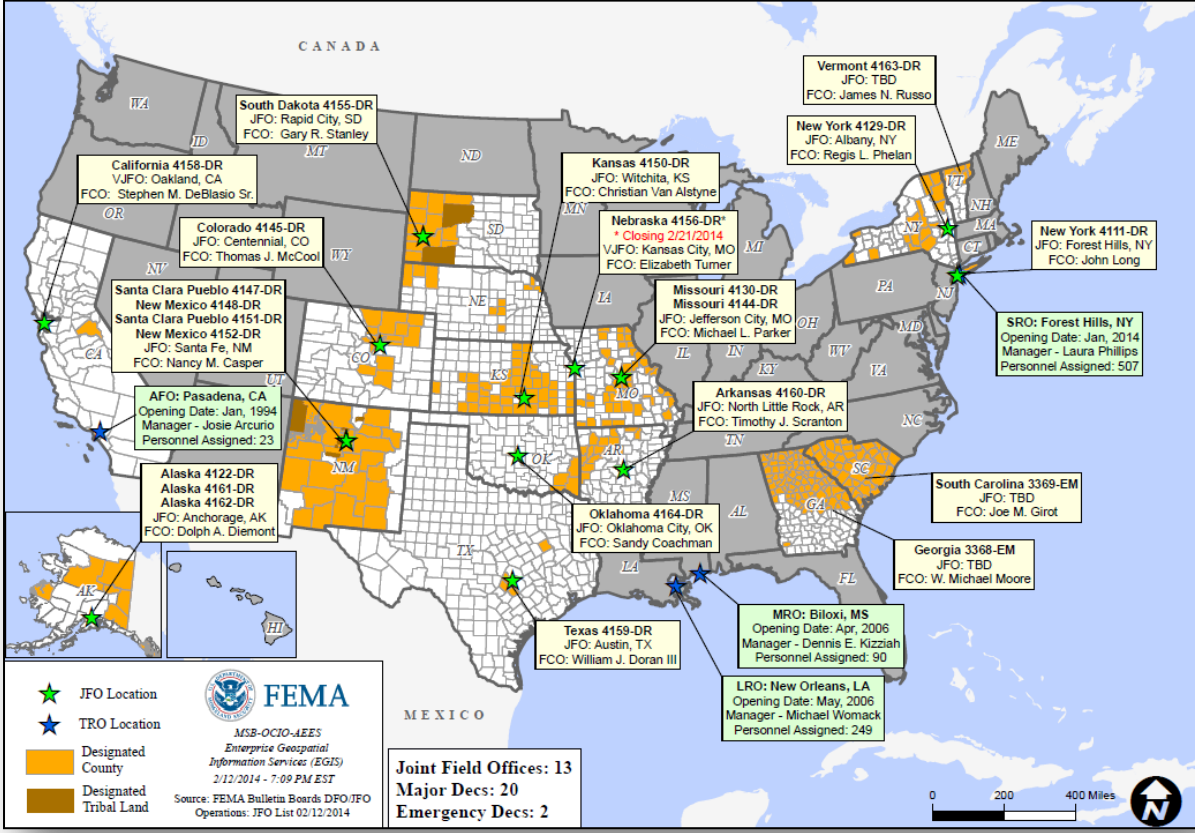 CANADA
Vermont 4163-DR
JFO: TBD
FCO: James N. Russo
South Dakota 4155-DR
JFO: Rapid City, SD
FCO: Gary R. Stanley
New York 4129-DR
JFO: Albany, NY
FCO: Regis L. Phelan
California 4158-DR
VJFO: Oakland, CA
FCO: Stephen M. DeBlasio Sr.
Kansas 4150-DR
JFO: Witchita, KS
FCO: Christian Van Alstyne
Nebraska 4156-DR*
* Closing 2/21/2014
VJFO: Kansas City, MO
FCO: Elizabeth Turner
Colorado 4145-DR
JFO: Centennial, CO
FCO: Thomas J. McCool
New York 4111-DR
JFO: Forest Hills, NY
FCO: John Long
Santa Clara Pueblo 4147-DR
New Mexico 4148-DR
Santa Clara Pueblo 4151-DR
New Mexico 4152-DR
JFO: Santa Fe, NM
FCO: Nancy M. Casper
Missouri 4130-DR
Missouri 4144-DR
JFO: Jefferson City, MO
FCO: Michael L. Parker
SRO: Forest Hills, NY
Opening Date: Jan, 2014
Manager - Laura Phillips
Personnel Assigned: 507
AFO: Pasadena, CA
Opening Date: Jan, 1994
Manager - Josie Arcurio
Personnel Assigned: 23
Arkansas 4160-DR
JFO: North Little Rock, AR
FCO: Timothy J. Scranton
Alaska 4122-DR
Alaska 4161-DR
Alaska 4162-DR
JFO: Anchorage, AK
FCO: Dolph A. Diemont
Oklahoma 4164-DR
JFO: Oklahoma City, OK
FCO: Sandy Coachman
South Carolina 3369-EM
JFO: TBD
FCO: Joe M. Girot
Georgia 3368-EM
JFO: TBD
FCO: W. Michael Moore
Texas 4159-DR
JFO: Austin, TX
FCO: William J. Doran III
MRO: Biloxi, MS
Opening Date: Apr, 2006
Manager - Dennis E. Kizziah
Personnel Assigned: 90
LRO: New Orleans, LA
Opening Date: May, 2006
Manager - Michael Womack
Personnel Assigned: 249
WA
ID
MT
ND
OR
MN
SD
WY
NV
UT
CA
CO
NE
KS
IA
MO
MI
IL
IN
OH
KY
WV
VA
MD
PA
NJ
NY
CT
MA
NH
VT
ME
NC
TN
SC
GA
AL
MS
AR
OK
NM
TX
LA
FL
AK
HI
MEXICO
JFO Location
TRO Location
Designated
County
Designated
Tribal Land
FEMA
MSB-OCIO-AEES
Enterprise Geospatial
Information Services (EGIS)
2/12/2014 - 7:09 PM EST
Source: FEMA Bulletin Boards DFO/JFO
Operations: JFO List 02/12/2014
Joint Field Offices: 13
Major Decs: 20
Emergency Decs: 2
0 200 400 Miles
N